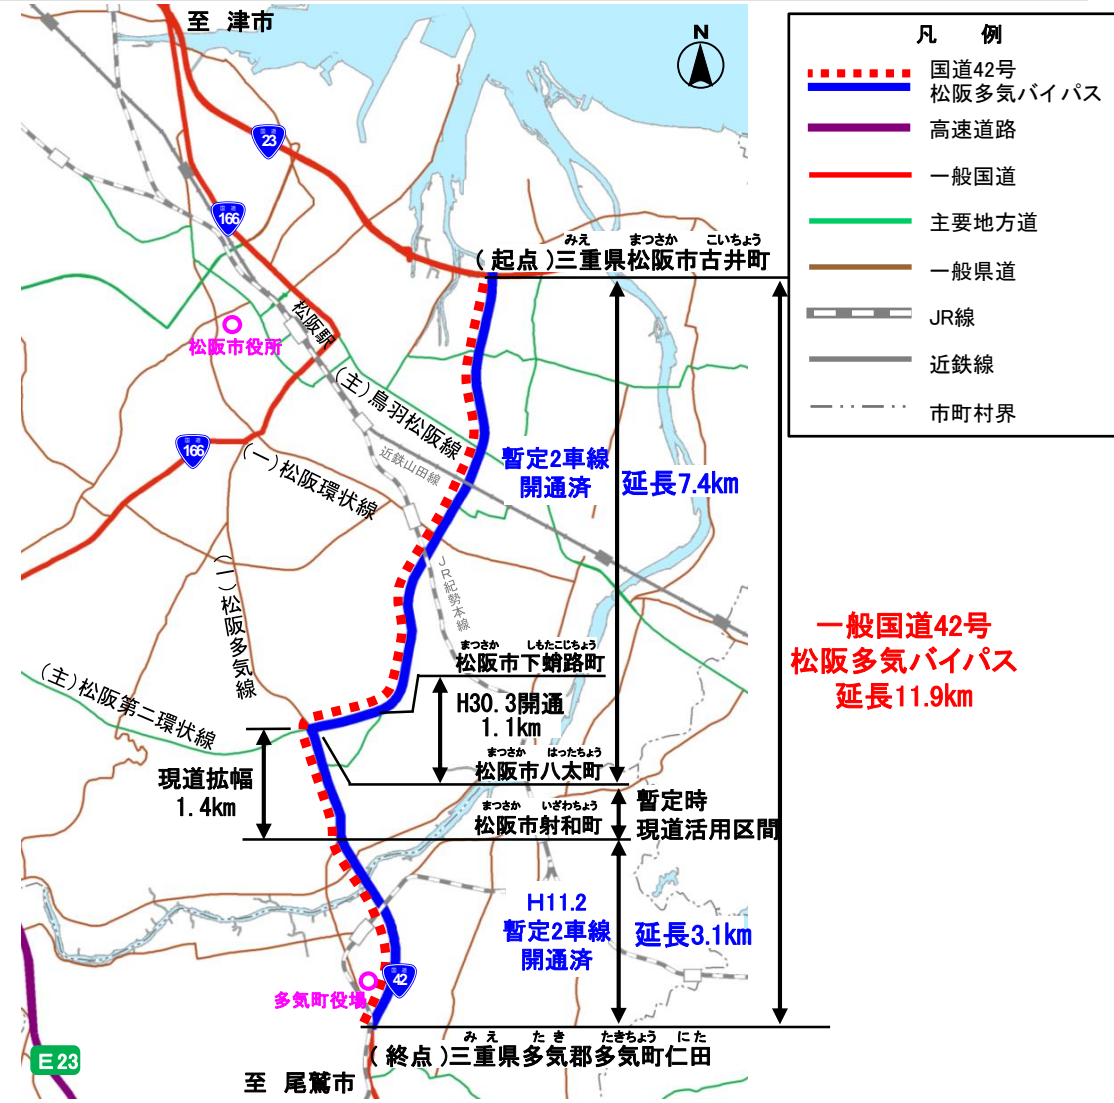 至 津市
N
国道
23
国道
166
みえ まつさか こいちょう
(起点)三重県松阪市古井町
松阪駅
松阪市役所
(主)鳥羽松阪線
国道
166
(一)松阪環状線
近鉄山田線
暫定2車線
開通済
延長7.4km
JR紀勢本線
(一)松阪多気線
(主)松阪第二環状線
まつさか しもたこじちょう
松阪市下蛸路町
H30.3開通
1.1km
まつさか はったちょう
松阪市八太町
現道拡幅
1.4km
まつさか いざわちょう
松阪市射和町
暫定時
現道活用区間
H11.2
暫定2車線
開通済
延長3.1km
国道
42
多気町役場
みえ たき たきちょう にた
(終点)三重県多気郡多気町仁田
E23
至 尾鷲市
凡 例
国道42号
松阪多気バイパス
高速道路
一般国道
主要地方道
一般県道
JR線
近鉄線
市町村界
一般国道42号
松阪多気バイパス
延長11.9km